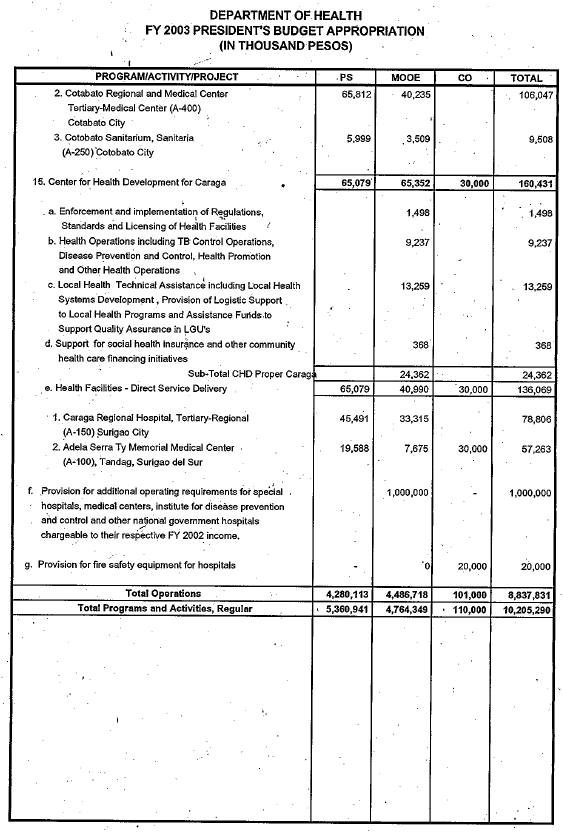 DEPARTMENT OF HEALTH
FY 2003 PRESIDENT'S BUDGET APPROPRIATION
(IN THOUSAND PESOS)
PROGRAM/ACTIVITY/PROJECT PS MOOE CO TOTAL
2. Cotabato Regional and Medical Center 65,812 40,235 106,047
Tertiary-Medical Center (A-400)
Cotabato City
3. Cotobato Sanitarium, Sanitaria 5,999 3,509 9,508
(A-250) Cotobato City
15. Center for Health Development for Caraga 65,079 65,352 30,000 160,431
a. Enforcement and implementation of Regulations, 1,498 1,498
Standards and Licensing of Health Facilities
b. Health Operations including TB Control Operations, 9,237 9,237
Disease Prevention and Control, Health Promotion
and Other Health Operations
c. Local Health Technical Assistance including Local Health 13,259 13,259
Systems Development , Provision of Logistic Support
to Local Health Programs and Assistance Funds to
Support Quality Assurance in LGU's
d. Support for social health insurance and other community 368 368
health care financing initiatives
Sub-Total CHD Proper Caraga 24,362 24,362
e. Health Facilities - Direct Service Delivery 65,079 40,990 30,000 136,069
1. Caraga Regional Hospital, Tertiary-Regional 45,491 33,315 78,806
(A-150) Surigao City
2. Adela Serra Ty Memorial Medical Center 19,588 7,675 30,000 57,263
(A-100), Tandag, Surigao del Sur
f. Provision for additional operating requirements for special 1,000,000 - 1,000,000
hospitals, medical centers, institute for disease prevention
and control and other national government hospitals
chargeable to their respective FY 2002 income.
g. Provision for fire safety equipment for hospitals - 0 20,000 20,000
Total Operations 4,280,113 4,486,718 101,000 8,837,831
Total Programs and Activities, Regular 5,360,941 4,764,349 110,000 10,205,290